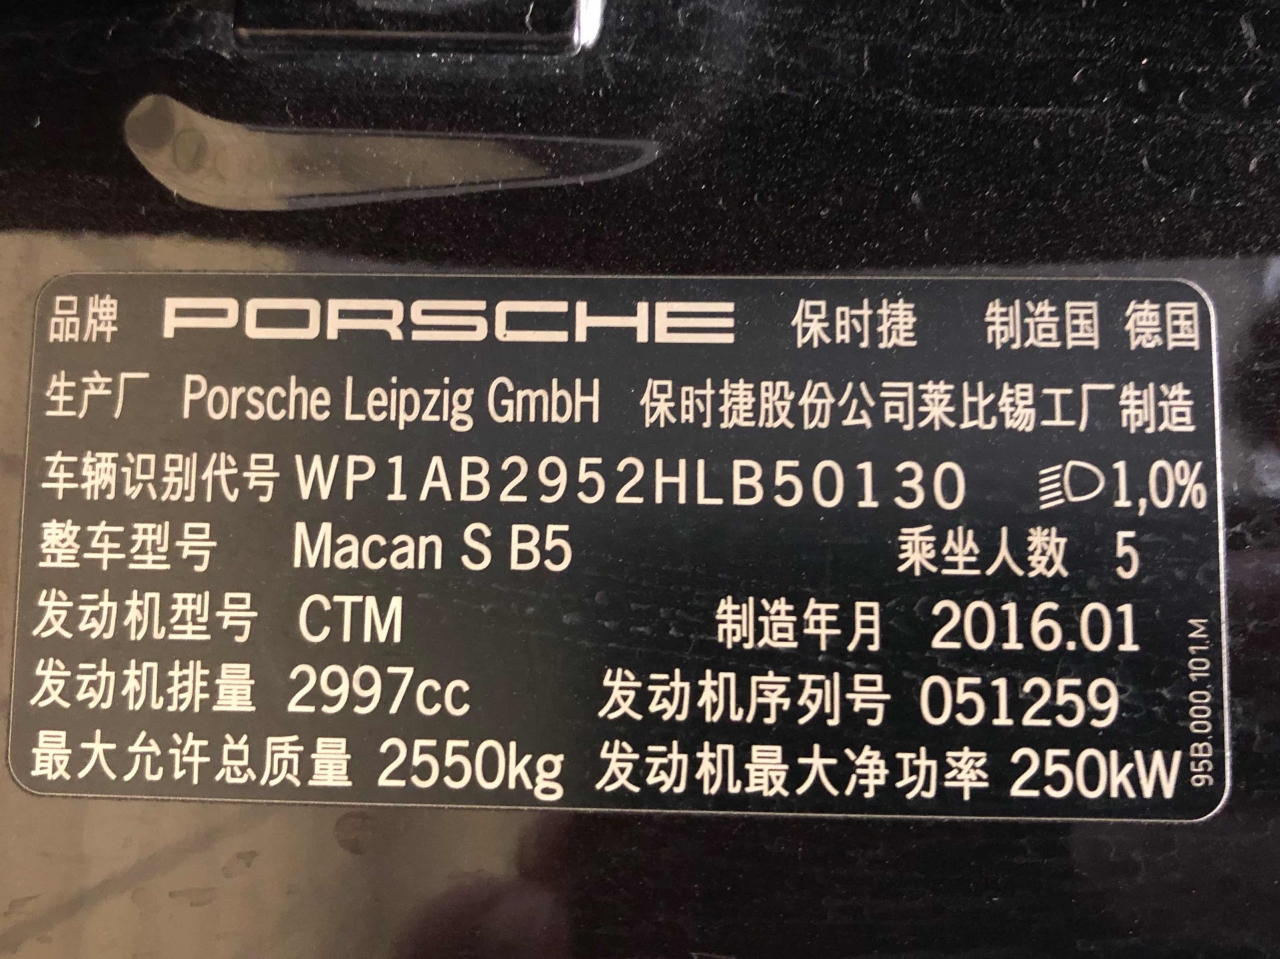 品牌 PORSCHE 保时捷 制造国 德国
生产厂 Porsche Leipzig GmbH 保时捷股份公司莱比锡工厂制造
车辆识别代号 WP1AB2952HLB50130 1,0%
整车型号 Macan S B5 乘坐人数 5
发动机型号 CTM 制造年月 2016.01
发动机排量 2997cc 发动机序列号 051259
最大允许总质量 2550kg 发动机最大净功率 250kW
95B.000.101.M